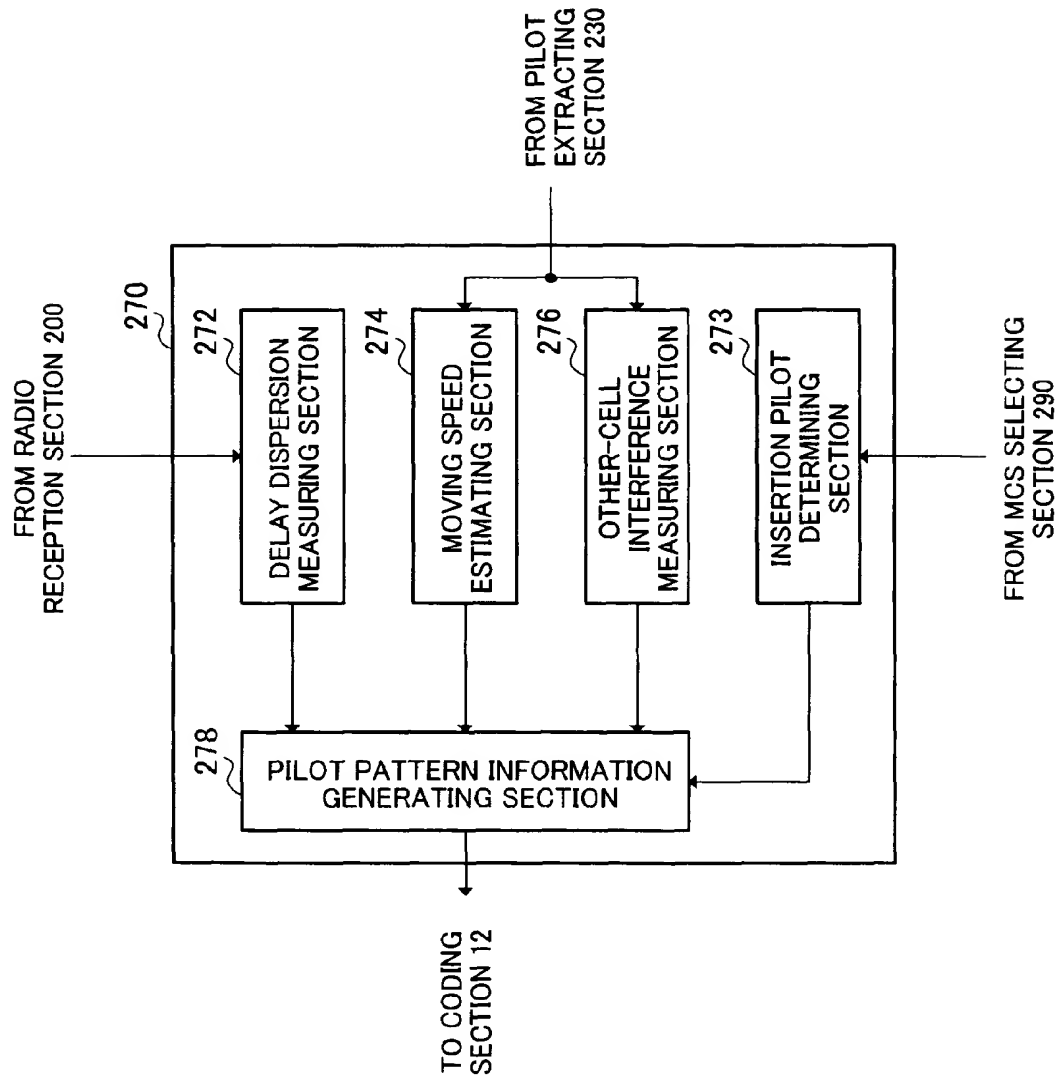 FROM RADIO
RECEPTION SECTION 200
270
272
DELAY DISPERSION
MEASURING SECTION
274
MOVING SPEED
ESTIMATING SECTION
276
OTHER-CELL
INTERFERENCE
MEASURING SECTION
273
INSERTION PILOT
DETERMINING
SECTION
278
PILOT PATTERN INFORMATION
GENERATING SECTION
FROM PILOT
EXTRACTING
SECTION 230
FROM MCS SELECTING
SECTION 290
TO CODING
SECTION 12